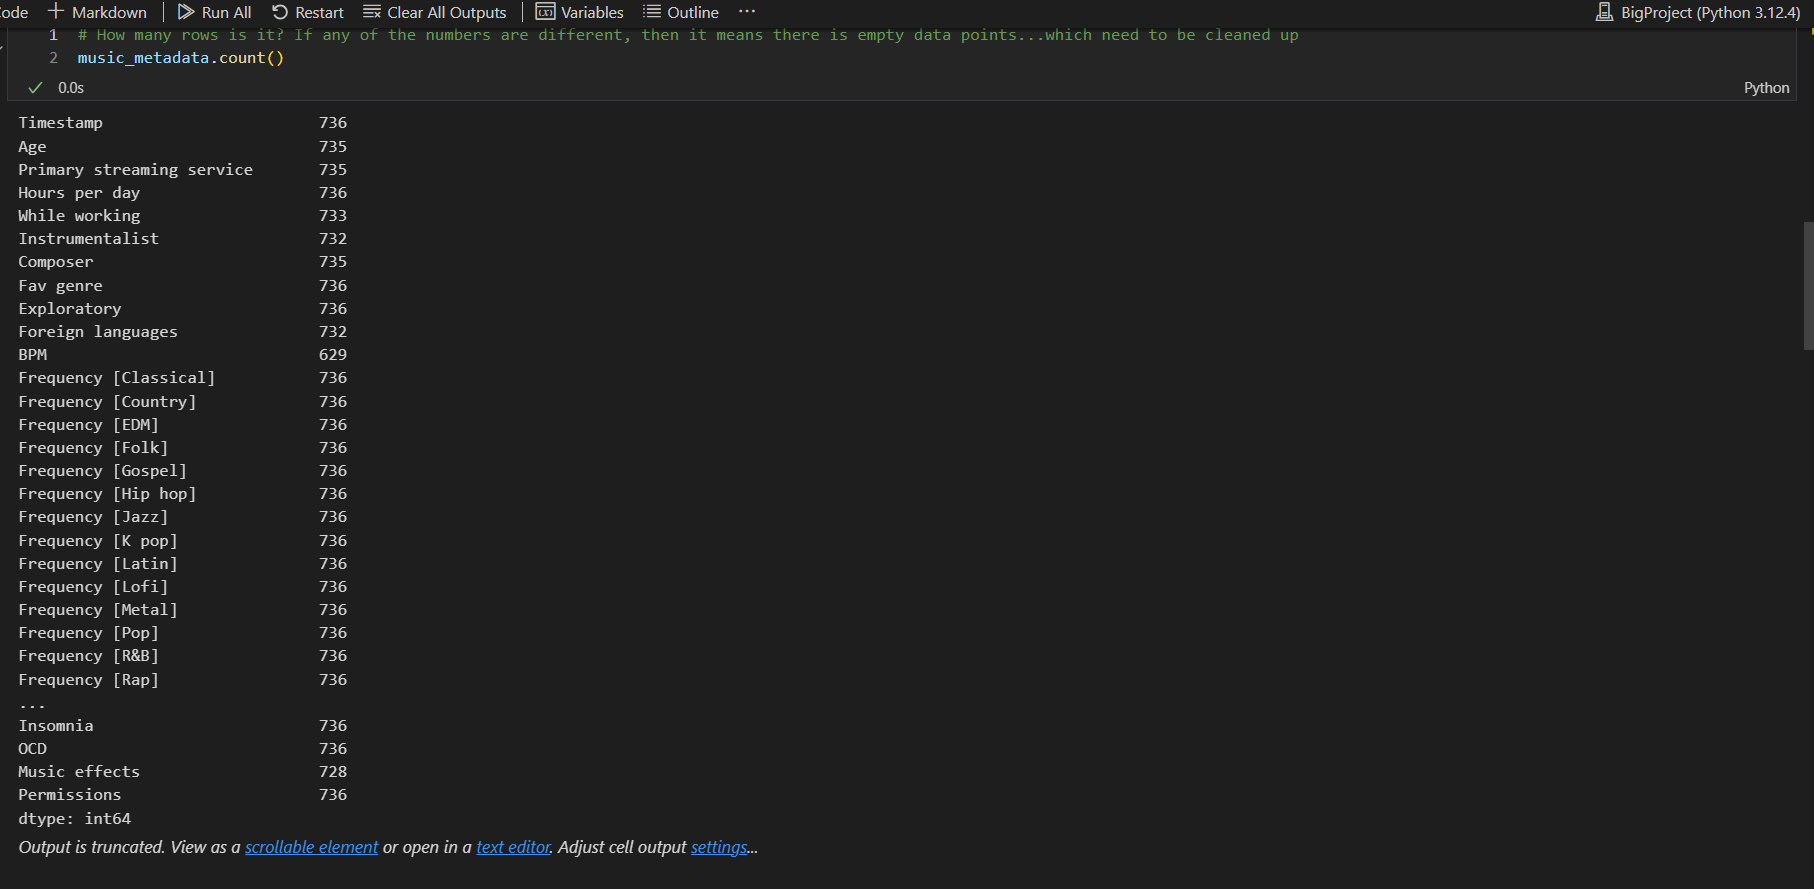 ode Markdown Run All Restart Clear All Outputs Variables Outline ... BigProject (Python 3.12.4)
1 # How many rows is it? If any of the numbers are different, then it means there is empty data points...which need to be cleaned up
2 music_metadata.count()
0.0s Python
Timestamp 736
Age 735
Primary streaming service 735
Hours per day 736
While working 733
Instrumentalist 732
Composer 735
Fav genre 736
Exploratory 736
Foreign languages 732
BPM 629
Frequency [Classical] 736
Frequency [Country] 736
Frequency [EDM] 736
Frequency [Folk] 736
Frequency [Gospel] 736
Frequency [Hip hop] 736
Frequency [Jazz] 736
Frequency [K pop] 736
Frequency [Latin] 736
Frequency [Lofi] 736
Frequency [Metal] 736
Frequency [Pop] 736
Frequency [R&B] 736
Frequency [Rap] 736
...
Insomnia 736
OCD 736
Music effects 728
Permissions 736
dtype: int64
Output is truncated. View as a scrollable element or open in a text editor. Adjust cell output settings...